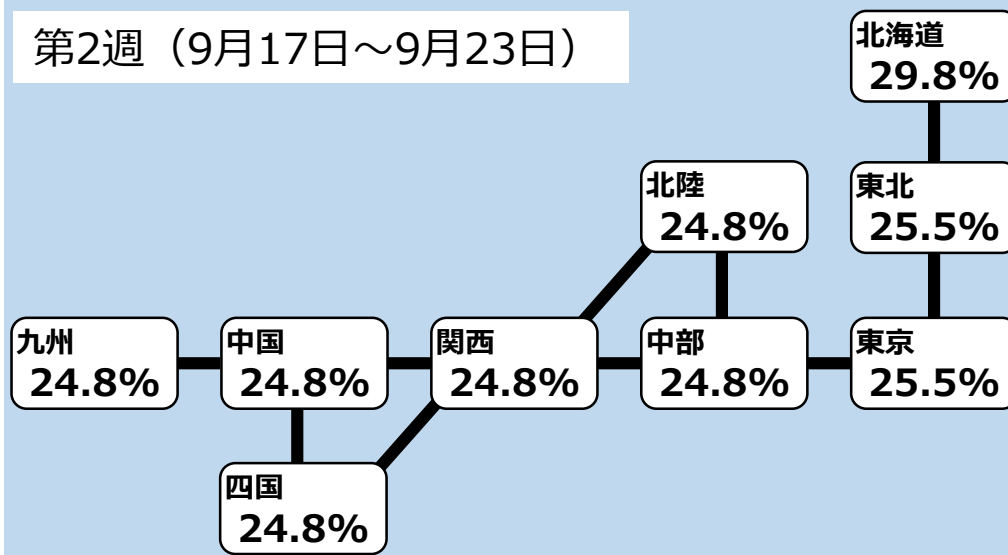 第2週（9月17日～9月23日）
北海道
29.8%
北陸
24.8%
東北
25.5%
九州
24.8%
中国
24.8%
関西
24.8%
中部
24.8%
東京
25.5%
四国
24.8%